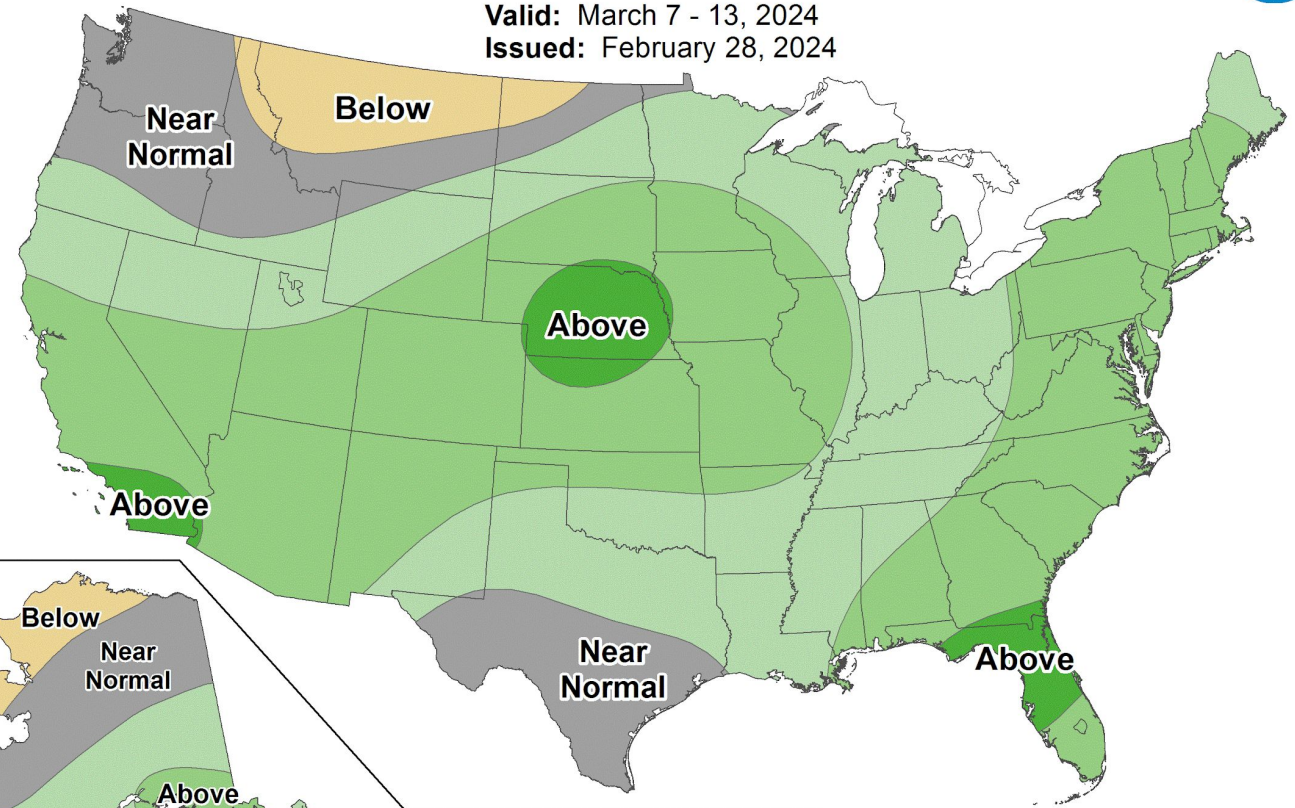 Valid: March 7 - 13, 2024
Issued: February 28, 2024
Below
Near
Normal
Above
Above
Near
Normal
Above
Below
Near
Normal
Above